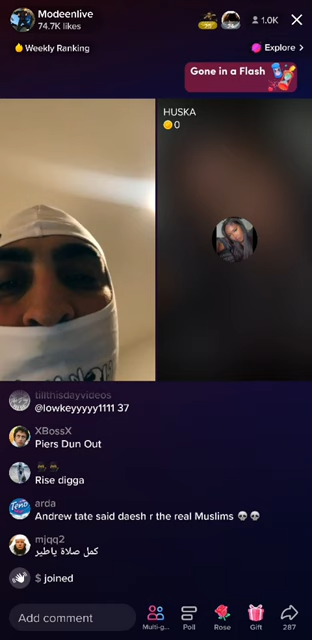 Modeenlive
74.7K likes
1.0K
Weekly Ranking
Explore >
Gone in a Flash
HUSKA
0
tillthisdayvideos
@lowkeyyyyy1111 37
XBossX
Piers Dun Out
Rise digga
arda
Andrew tate said daesh r the real Muslims 💀💀
mjqq2
كمل صلاة ياطير
$ joined
Add comment
Multi-g...
Poll
Rose
Gift
287